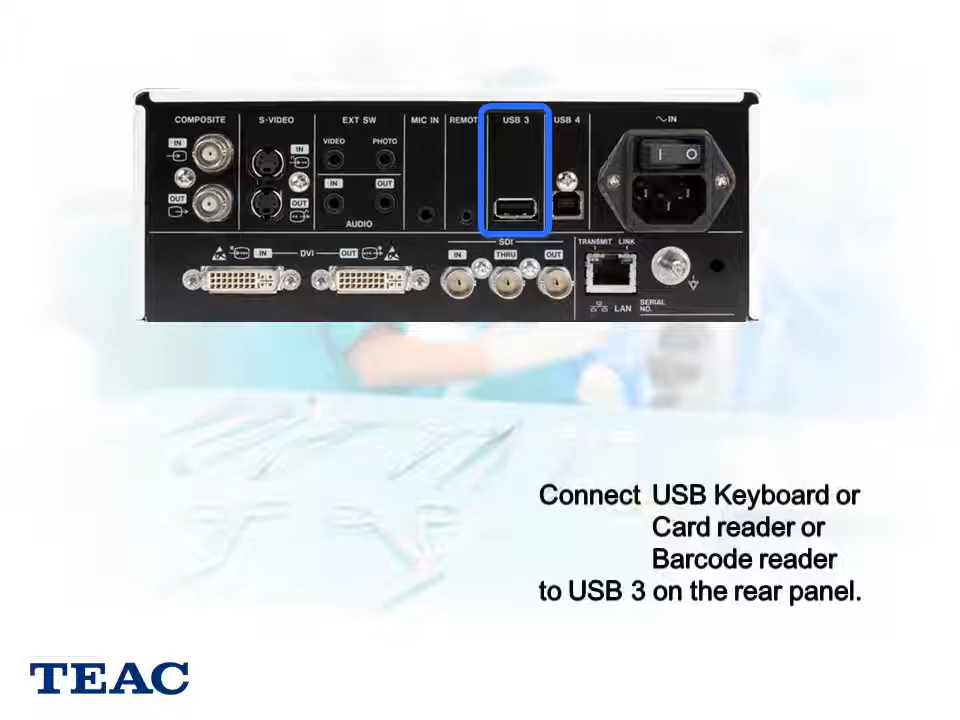 COMPOSITE S-VIDEO EXT SW MIC IN REMOT USB 3 USB 4 IN
VIDEO PHOTO
IN IN
IN OUT
OUT OUT
AUDIO
IN DVI OUT
SDI
IN THRU OUT
TRANSMIT LINK
LAN
SERIAL
NO.
Connect USB Keyboard or
Card reader or
Barcode reader
to USB 3 on the rear panel.
TEAC